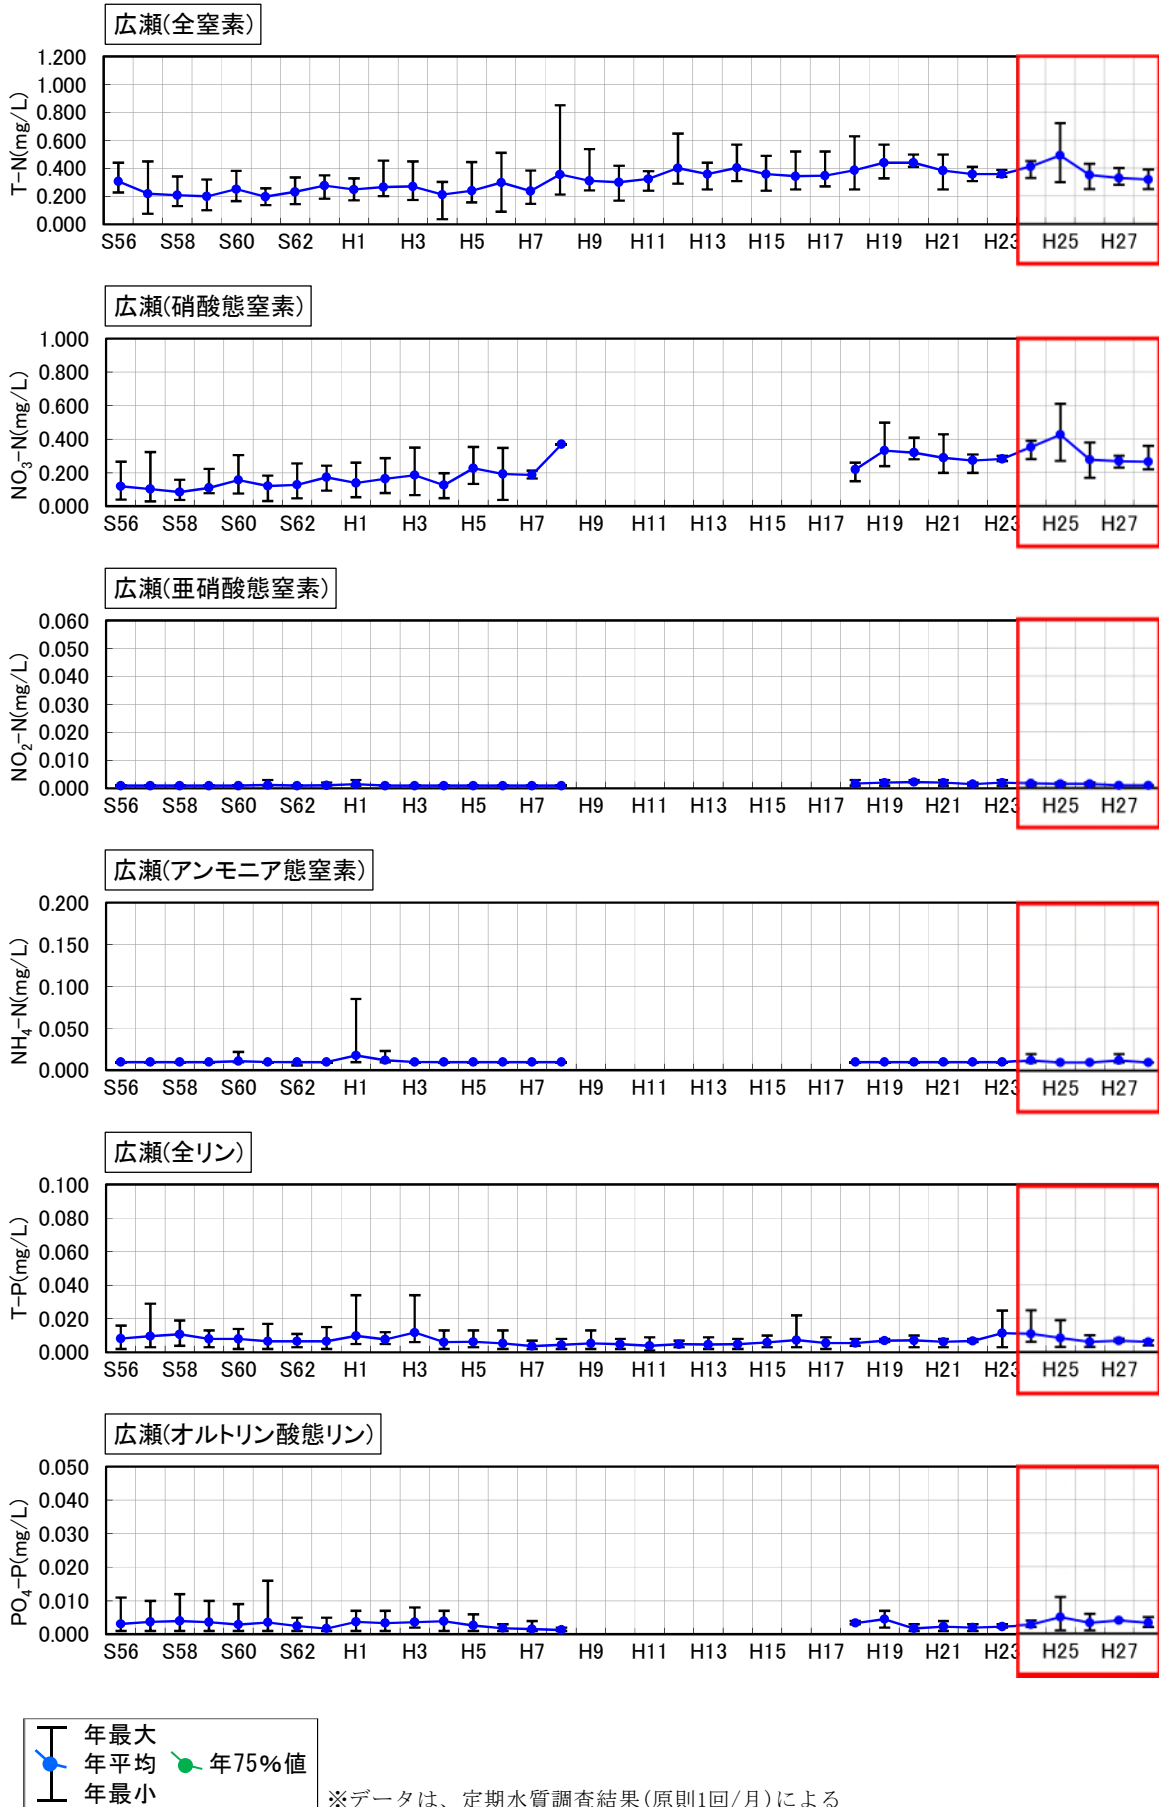 広瀬(全窒素)
T-N(mg/L)
1.200
1.000
0.800
0.600
0.400
0.200
0.000
S56 S58 S60 S62 H1 H3 H5 H7 H9 H11 H13 H15 H17 H19 H21 H23 H25 H27
広瀬(硝酸態窒素)
NO₃-N(mg/L)
1.000
0.800
0.600
0.400
0.200
0.000
S56 S58 S60 S62 H1 H3 H5 H7 H9 H11 H13 H15 H17 H19 H21 H23 H25 H27
広瀬(亜硝酸態窒素)
NO₂-N(mg/L)
0.060
0.050
0.040
0.030
0.020
0.010
0.000
S56 S58 S60 S62 H1 H3 H5 H7 H9 H11 H13 H15 H17 H19 H21 H23 H25 H27
広瀬(アンモニア態窒素)
NH₄-N(mg/L)
0.200
0.150
0.100
0.050
0.000
S56 S58 S60 S62 H1 H3 H5 H7 H9 H11 H13 H15 H17 H19 H21 H23 H25 H27
広瀬(全リン)
T-P(mg/L)
0.100
0.080
0.060
0.040
0.020
0.000
S56 S58 S60 S62 H1 H3 H5 H7 H9 H11 H13 H15 H17 H19 H21 H23 H25 H27
広瀬(オルトリン酸態リン)
PO₄-P(mg/L)
0.050
0.040
0.030
0.020
0.010
0.000
S56 S58 S60 S62 H1 H3 H5 H7 H9 H11 H13 H15 H17 H19 H21 H23 H25 H27
年最大
年平均 年75%値
年最小
※データは、定期水質調査結果(原則1回/月)による